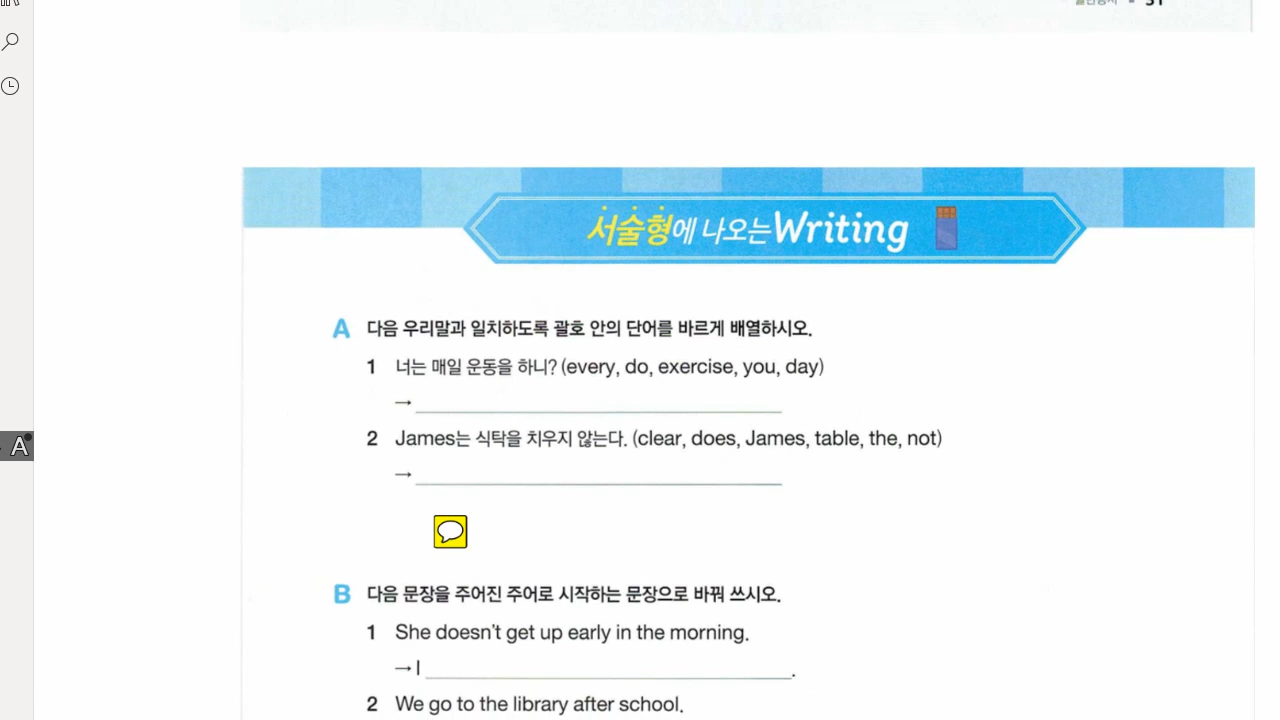 서술형에 나오는 Writing
A 다음 우리말과 일치하도록 괄호 안의 단어를 바르게 배열하시오.
1 너는 매일 운동을 하니? (every, do, exercise, you, day)
→
2 James는 식탁을 치우지 않는다. (clear, does, James, table, the, not)
→
A
B 다음 문장을 주어진 주어로 시작하는 문장으로 바꿔 쓰시오.
1 She doesn't get up early in the morning.
→ I .
2 We go to the library after school.